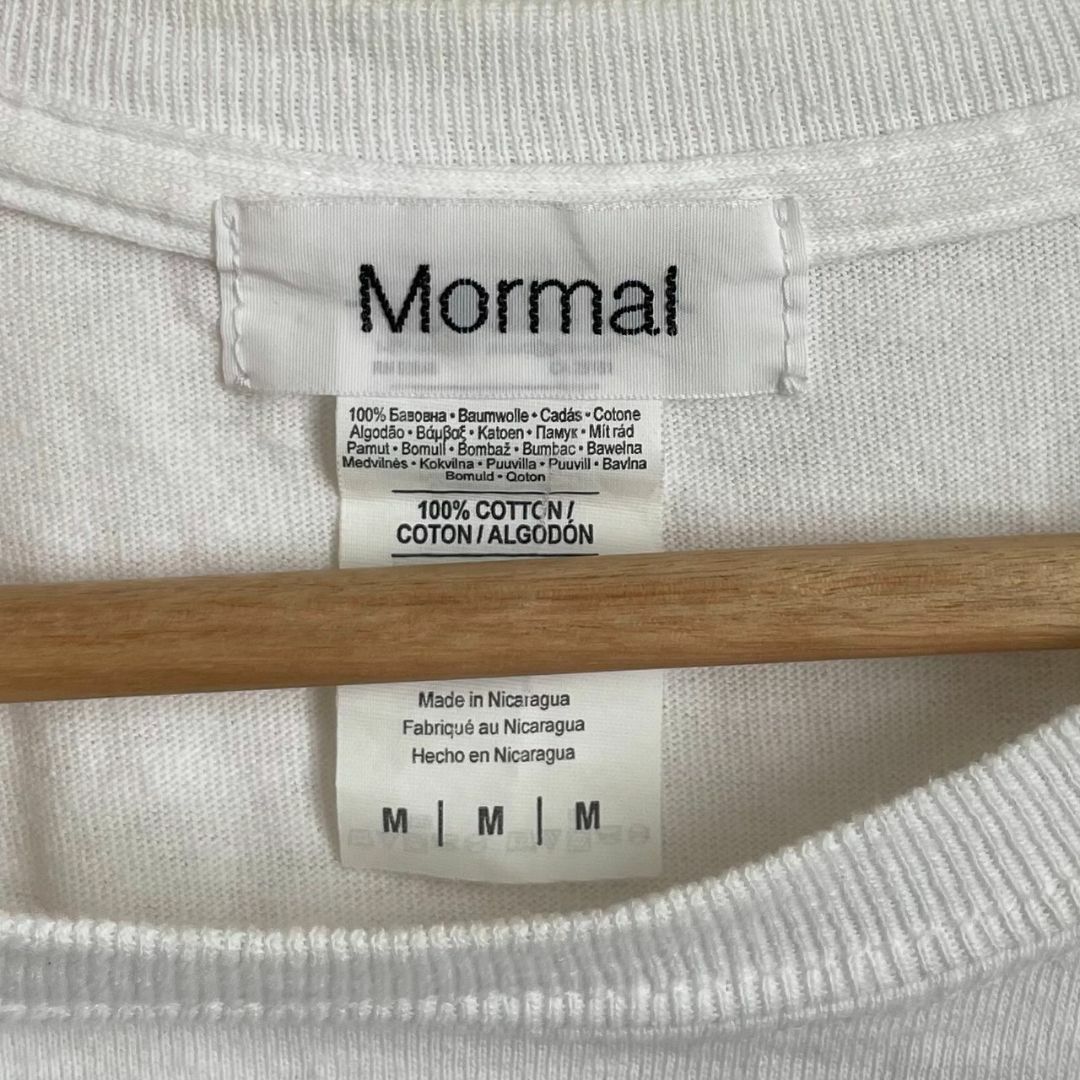 Mormal
100% Бавовна • Baumwolle • Cadás • Cotone
Algodão • Βάμβαξ • Katoen • Памук • Mít rád
Pamut • Bomull • Bombaž • Bumbac • Bawełna
Medvilnės • Kokvilna • Puuvilla • Puuvill • Bavlna
Bomuld • Qoton
100% COTTON /
COTON / ALGODÓN
Made in Nicaragua
Fabriqué au Nicaragua
Hecho en Nicaragua
M | M | M